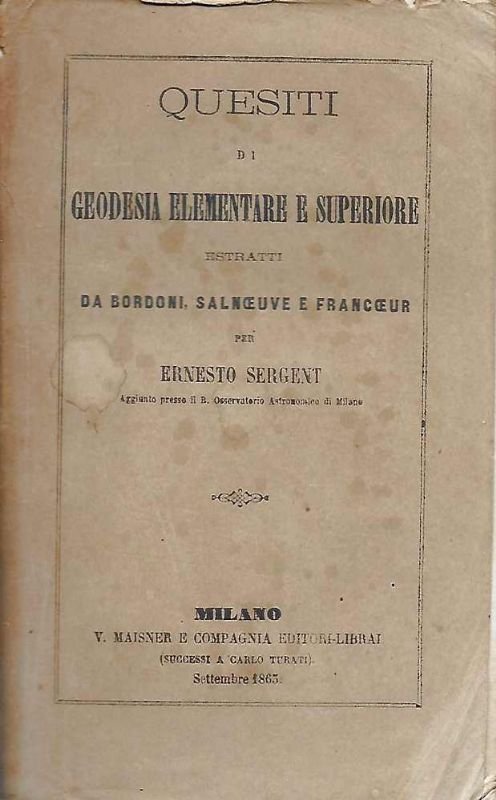 QUESITI
DI
GEODESIA ELEMENTARE E SUPERIORE
ESTRATTI
DA BORDONI, SALNŒUVE E FRANCŒUR
PER
ERNESTO SERGENT
Aggiunto presso il R. Osservatorio Astronomico di Milano
MILANO
V. MAISNER E COMPAGNIA EDITORI-LIBRAI
(SUCCESSI A CARLO TURATI).
Settembre 1865.